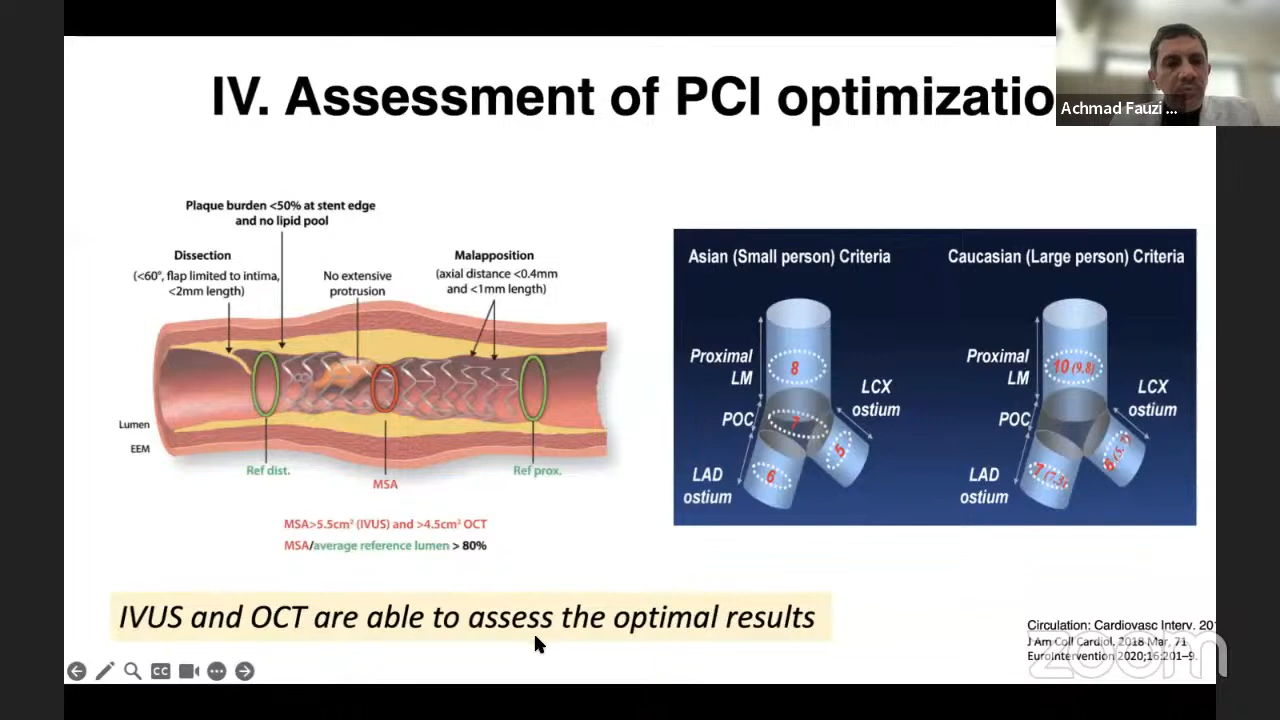 IV. Assessment of PCI optimizatio
Achmad Fauzi ...
Plaque burden <50% at stent edge
and no lipid pool
Dissection
(<60°, flap limited to intima,
<2mm length)
No extensive
protrusion
Malapposition
(axial distance <0.4mm
and <1mm length)
Lumen
EEM
Ref dist.
MSA
Ref prox.
MSA>5.5cm² (IVUS) and >4.5cm² OCT
MSA/average reference lumen > 80%
Asian (Small person) Criteria
Proximal
LM
8
LCX
ostium
POC
7
5
LAD
ostium
6
Caucasian (Large person) Criteria
Proximal
LM
10 (9.8)
LCX
ostium
POC
LAD
ostium
7 (7.3)
IVUS and OCT are able to assess the optimal results
Circulation: Cardiovasc Interv. 201
J Am Coll Cardiol. 2018 Mar, 71
EuroIntervention 2020;16:201–9.
zoom
CC